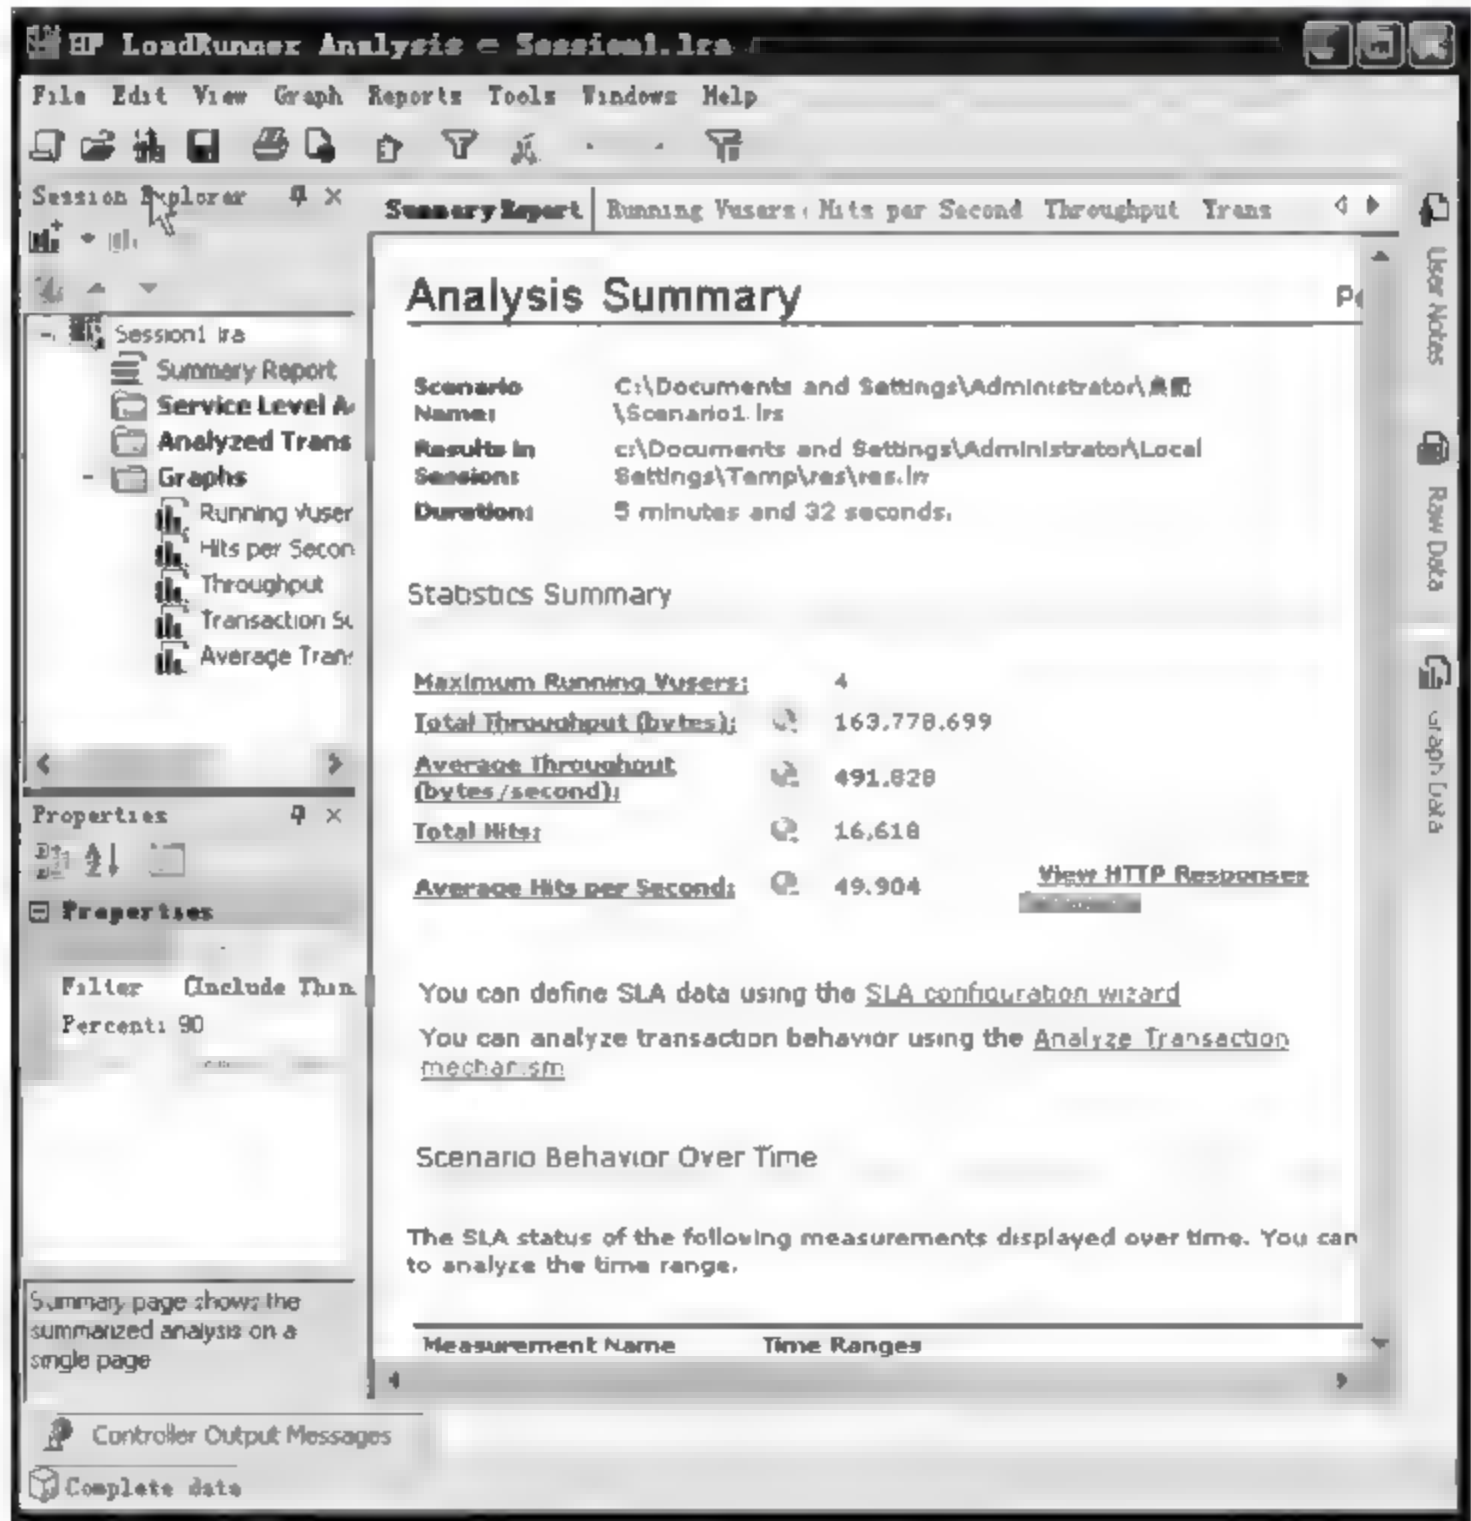 HP LoadRunner Analysis - Session1.lra
File Edit View Graph Reports Tools Windows Help
Session Explorer
Session1.lra
Summary Report
Service Level A
Analyzed Trans
Graphs
Running Vuser
Hits per Secon
Throughput
Transaction Su
Average Trans
Properties
Properties
Filter (Include Thin
Percent: 90
Summary page shows the
summarized analysis on a
single page
Summary Report Running Vusers Hits per Second Throughput Trans
Analysis Summary
Scenario Name: C:\Documents and Settings\Administrator\桌面
\Scenario1.lrs
Results in Session: c:\Documents and Settings\Administrator\Local
Settings\Temp\res\res.lrr
Duration: 5 minutes and 32 seconds.
Statistics Summary
Maximum Running Vusers: 4
Total Throughput (bytes): 163,778,699
Average Throughput
(bytes/second): 491,828
Total Hits: 16,618
Average Hits per Second: 49.904 View HTTP Responses
You can define SLA data using the SLA configuration wizard
You can analyze transaction behavior using the Analyze Transaction
mechanism
Scenario Behavior Over Time
The SLA status of the following measurements displayed over time. You can
to analyze the time range.
Measurement Name Time Ranges
User Notes
Raw Data
Graph Data
Controller Output Messages
Complete data